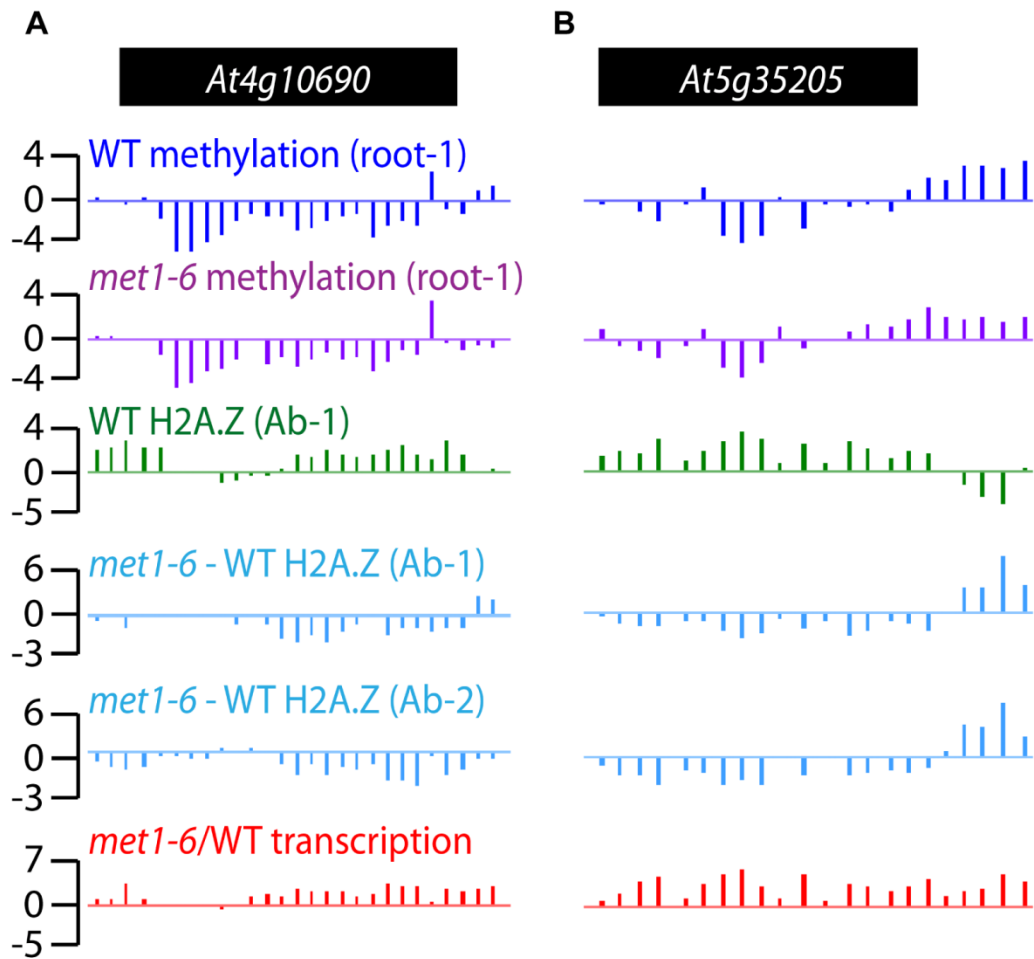 A
B
At4g10690
At5g35205
WT methylation (root-1)
4
0
-4
met1-6 methylation (root-1)
4
0
-4
WT H2A.Z (Ab-1)
4
0
-5
met1-6 - WT H2A.Z (Ab-1)
6
0
-3
met1-6 - WT H2A.Z (Ab-2)
6
0
-3
met1-6/WT transcription
7
0
-5